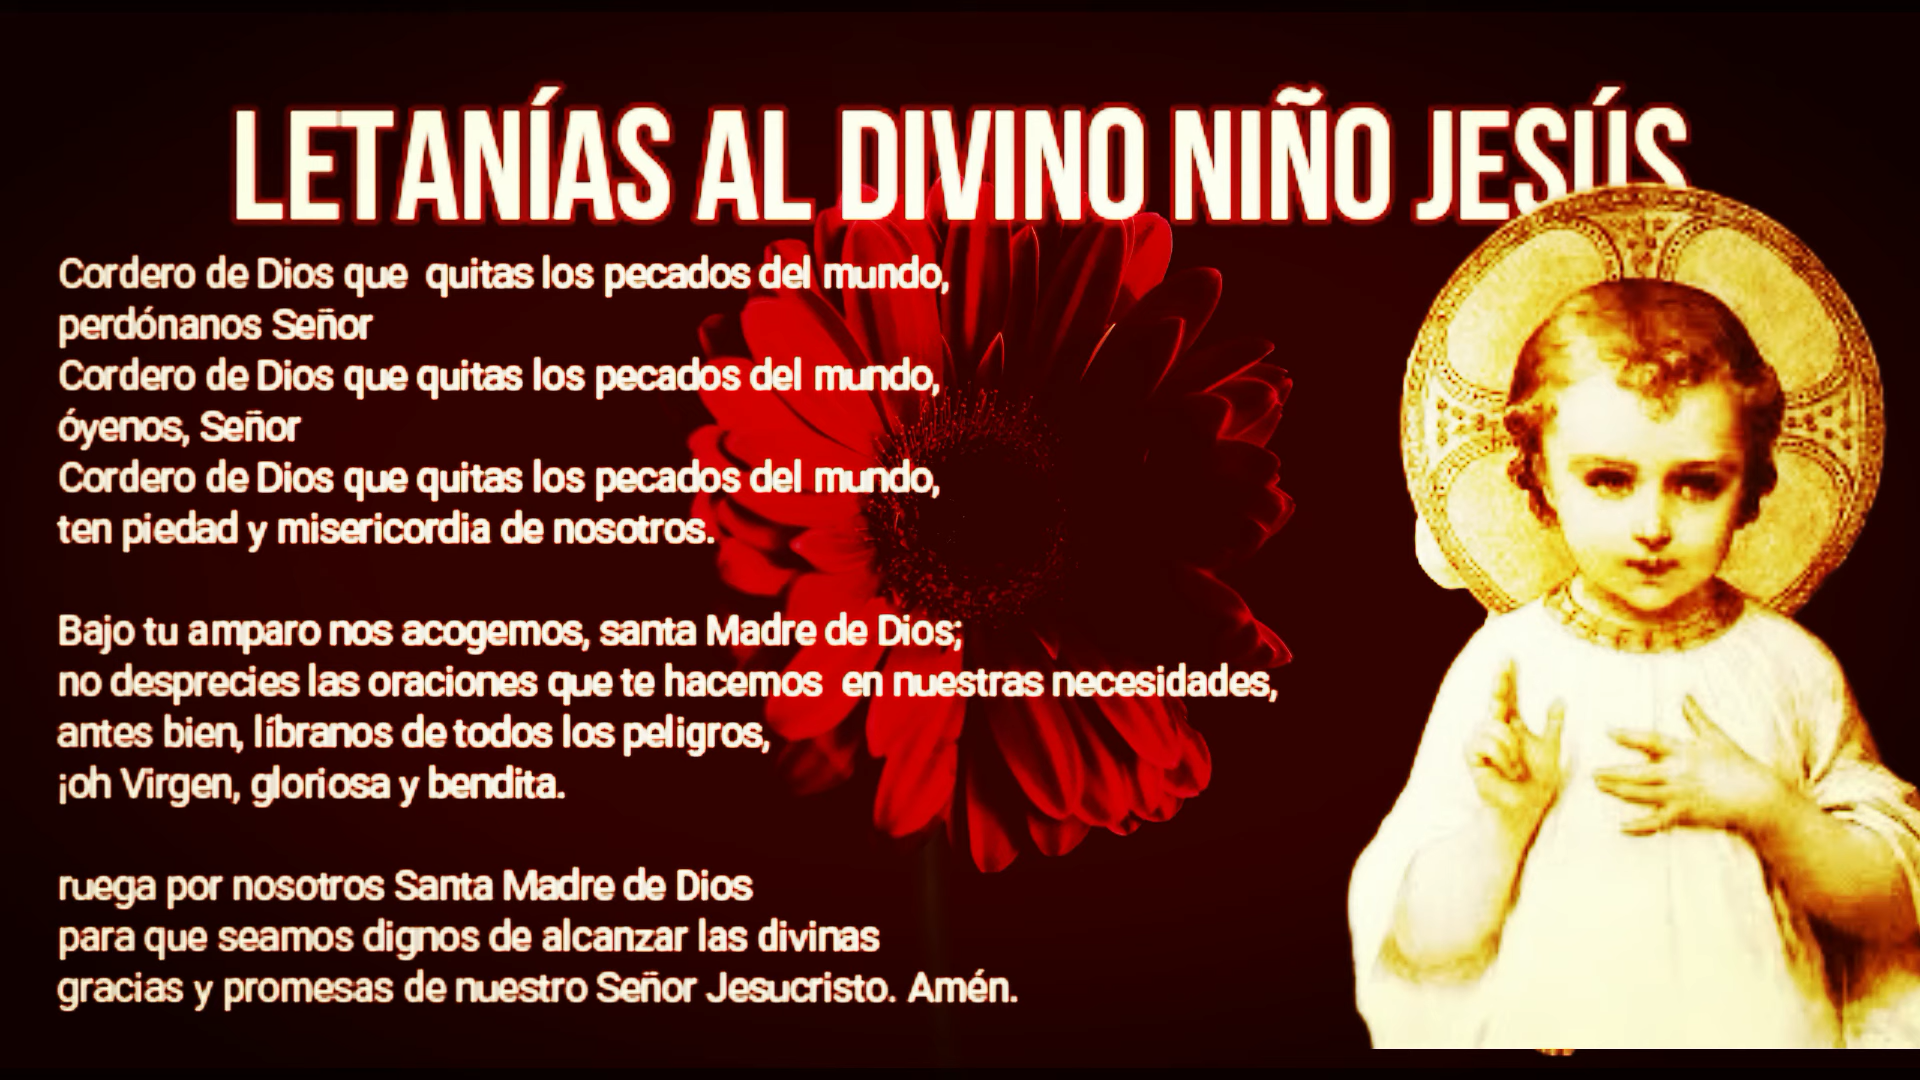 LETANÍAS AL DIVINO NIÑO JESÚS
Cordero de Dios que quitas los pecados del mundo,
perdónanos Señor
Cordero de Dios que quitas los pecados del mundo,
óyenos, Señor
Cordero de Dios que quitas los pecados del mundo,
ten piedad y misericordia de nosotros.
Bajo tu amparo nos acogemos, santa Madre de Dios;
no desprecies las oraciones que te hacemos en nuestras necesidades,
antes bien, líbranos de todos los peligros,
¡oh Virgen, gloriosa y bendita.
ruega por nosotros Santa Madre de Dios
para que seamos dignos de alcanzar las divinas
gracias y promesas de nuestro Señor Jesucristo. Amén.